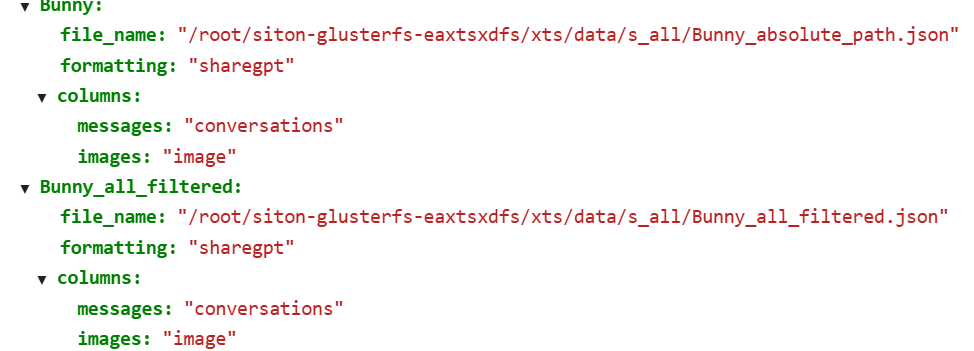 ▼ Bunny:
file_name: "/root/siton-glusterfs-eaxtsxdfs/xts/data/s_all/Bunny_absolute_path.json"
formatting: "sharegpt"
▼ columns:
messages: "conversations"
images: "image"
▼ Bunny_all_filtered:
file_name: "/root/siton-glusterfs-eaxtsxdfs/xts/data/s_all/Bunny_all_filtered.json"
formatting: "sharegpt"
▼ columns:
messages: "conversations"
images: "image"